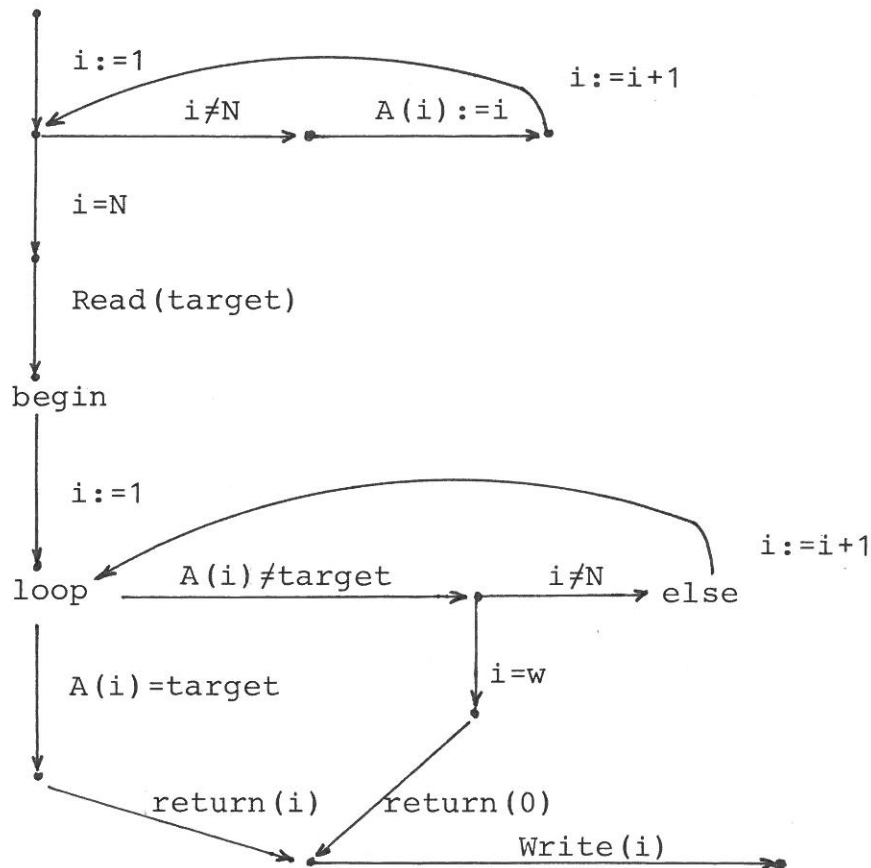 i:=1
i:=i+1
i≠N
A(i):=i
i=N
Read(target)
begin
i:=1
i:=i+1
A(i)≠target
i≠N
loop
else
i=w
A(i)=target
return(i)
return(0)
Write(i)